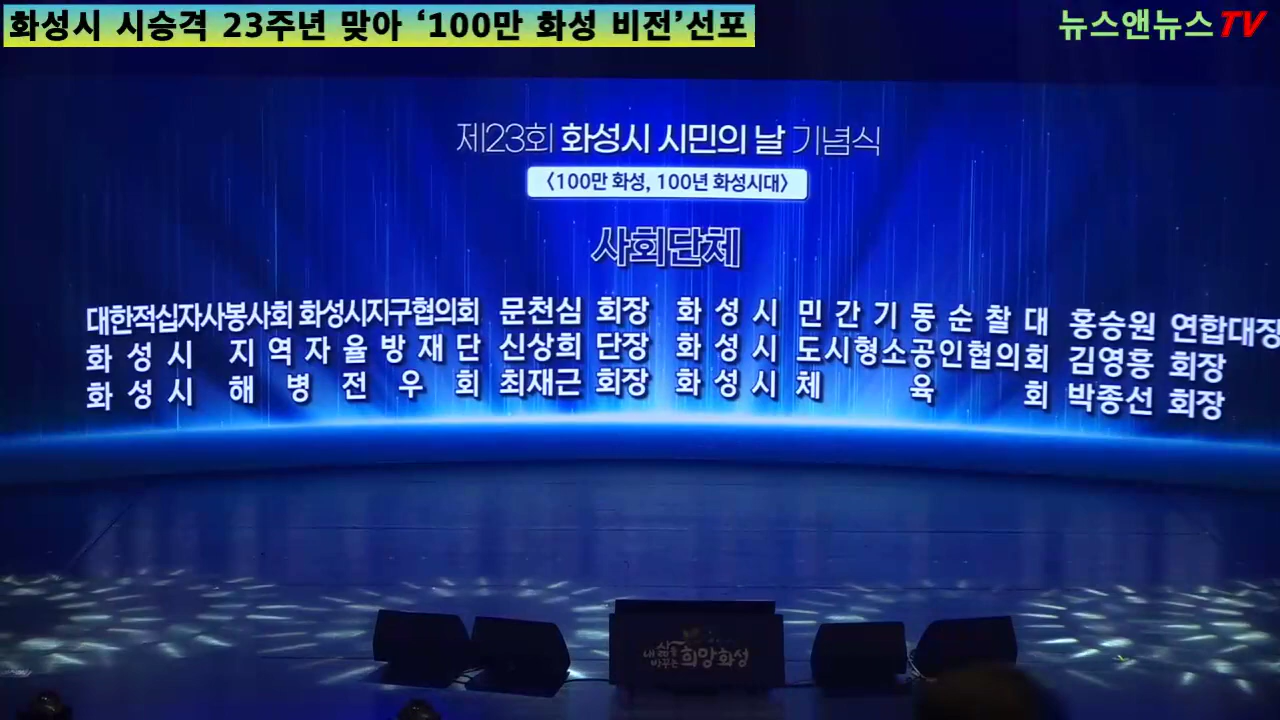 화성시 시승격 23주년 맞아 ‘100만 화성 비전’선포
뉴스앤뉴스TV
제23회 화성시 시민의 날 기념식
〈100만 화성, 100년 화성시대〉
사회단체
대한적십자사봉사회 화성시지구협의회 문천심 회장 화성시 민간기동순찰대 홍승원 연합대장
화성시 지역자율방재단 신상희 단장 화성시 도시형소공인협의회 김영흥 회장
화성시 해병전우회 최재근 회장 화성시체육회 박종선 회장
내 삶을
바꾸는 희망화성